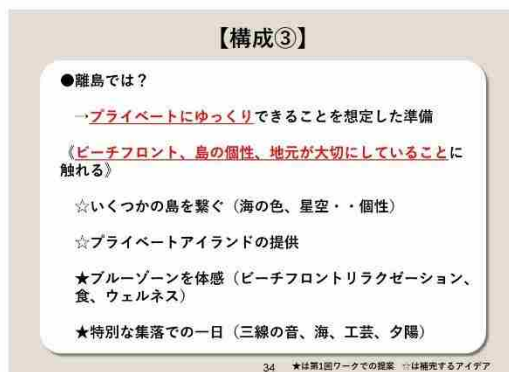 【構成③】
●離島では？
→プライベートにゆっくりできることを想定した準備
《ビーチフロント、島の個性、地元が大切にしていることに
触れる》
☆いくつかの島を繋ぐ（海の色、星空・・個性）
☆プライベートアイランドの提供
★ブルーゾーンを体感（ビーチフロントリラクゼーション、
食、ウェルネス）
★特別な集落での一日（三線の音、海、工芸、夕陽）
34 ★は第1回ワークでの提案 ☆は補完するアイデア